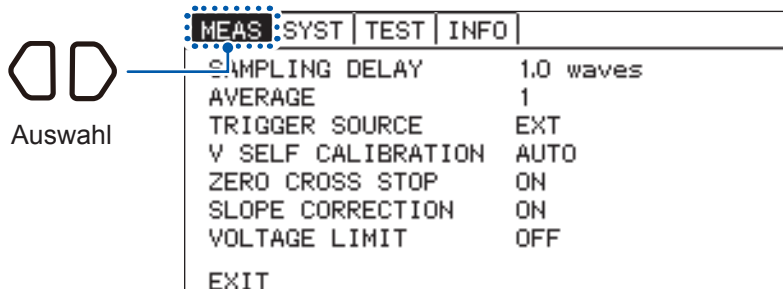 MEAS SYST TEST INFO
Auswahl
SAMPLING DELAY 1.0 waves
AVERAGE 1
TRIGGER SOURCE EXT
V SELF CALIBRATION AUTO
ZERO CROSS STOP ON
SLOPE CORRECTION ON
VOLTAGE LIMIT OFF
EXIT